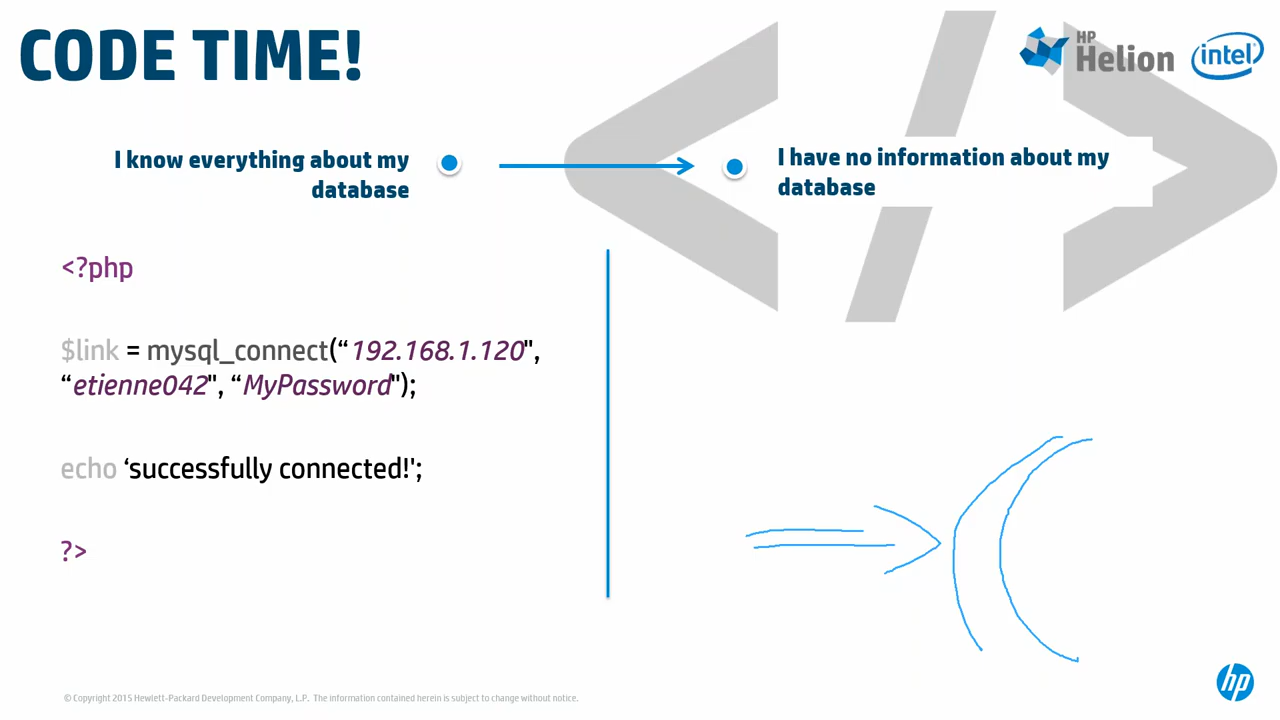 CODE TIME!
HP
Helion
intel
I know everything about my
database
I have no information about my
database
<?php
$link = mysql_connect(“192.168.1.120",
“etienne042", “MyPassword");
echo ‘successfully connected!';
?>
© Copyright 2015 Hewlett-Packard Development Company, L.P. The information contained herein is subject to change without notice.
hp